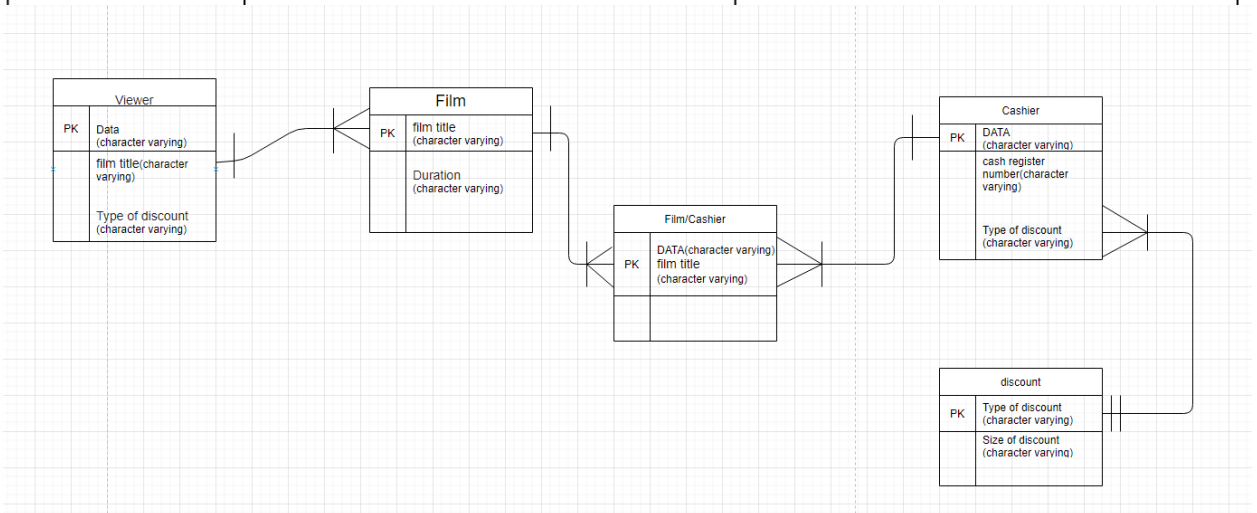 Viewer
PK
Data
(character varying)
film title(character
varying)
Type of discount
(character varying)
Film
PK
film title
(character varying)
Duration
(character varying)
Film/Cashier
PK
DATA(character varying)
film title
(character varying)
Cashier
PK
DATA
(character varying)
cash register
number(character
varying)
Type of discount
(character varying)
discount
PK
Type of discount
(character varying)
Size of discount
(character varying)